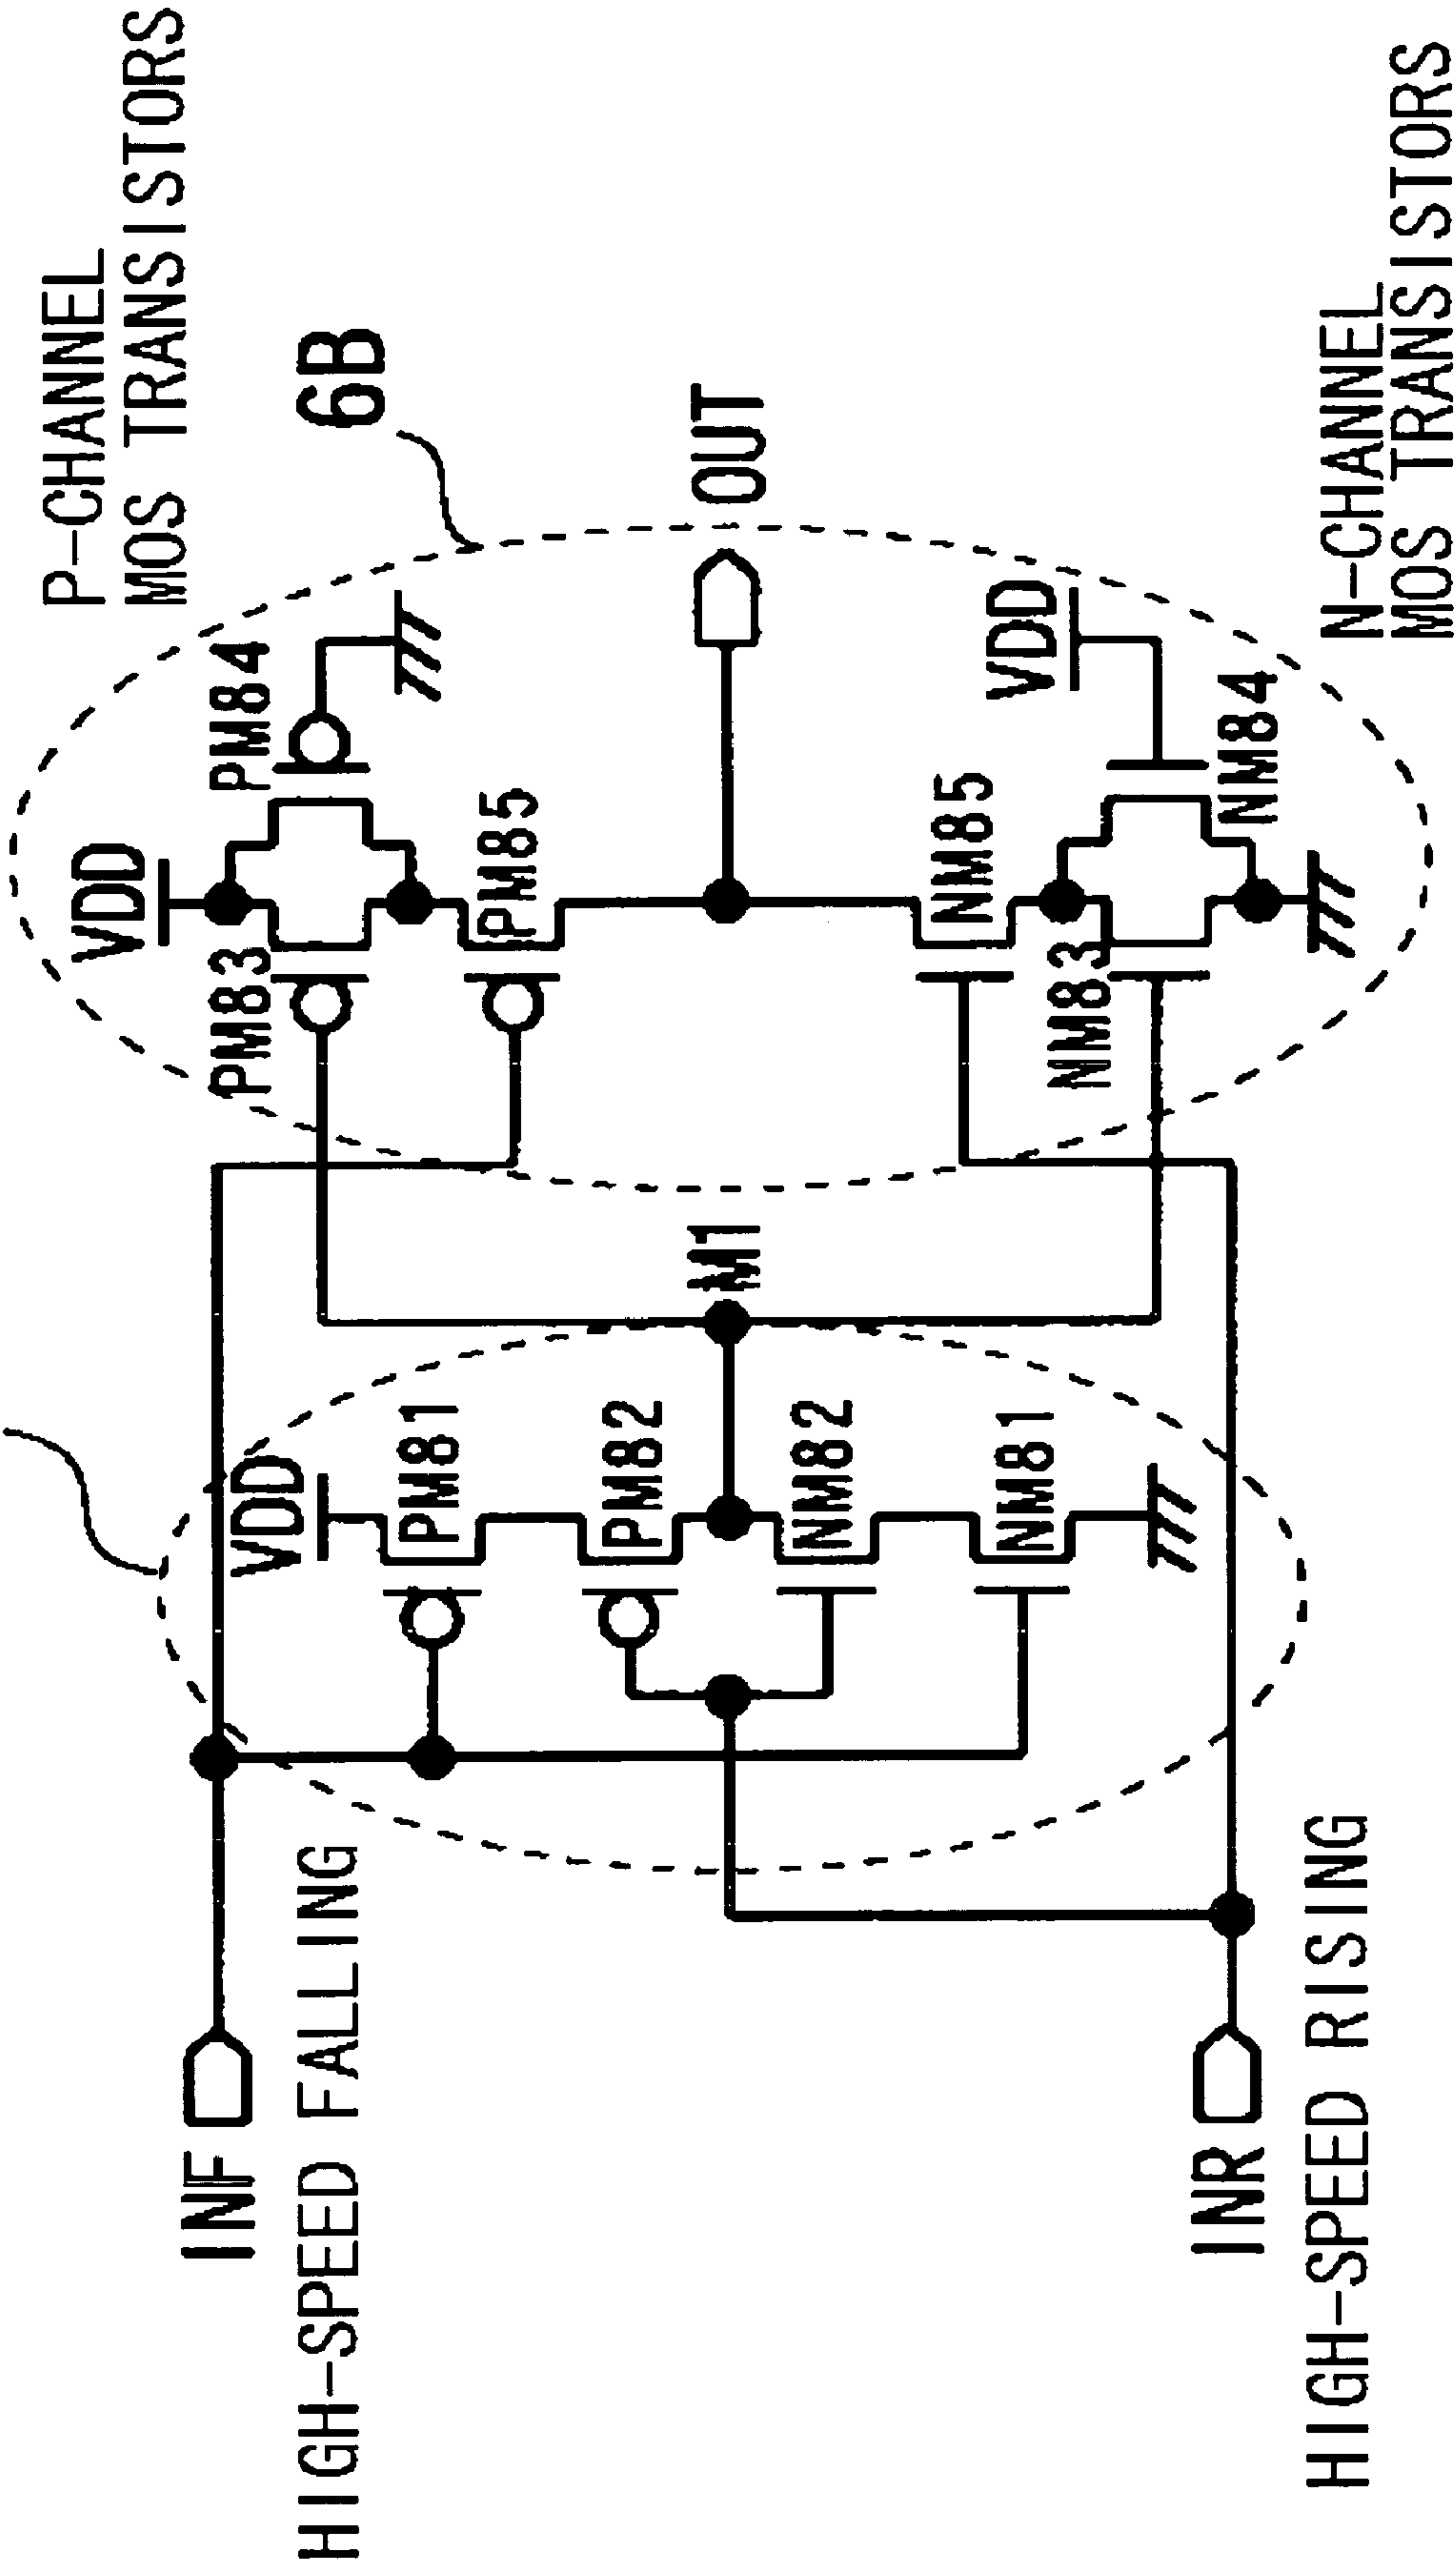 P-CHANNEL
MOS TRANSISTORS
6B
VDD
PM83
PM84
PM85
OUT
VDD
NM85
NM83
NM84
N-CHANNEL
MOS TRANSISTORS
M1
VDD
PM81
PM82
NM82
NM81
INF
HIGH-SPEED FALLING
INR
HIGH-SPEED RISING